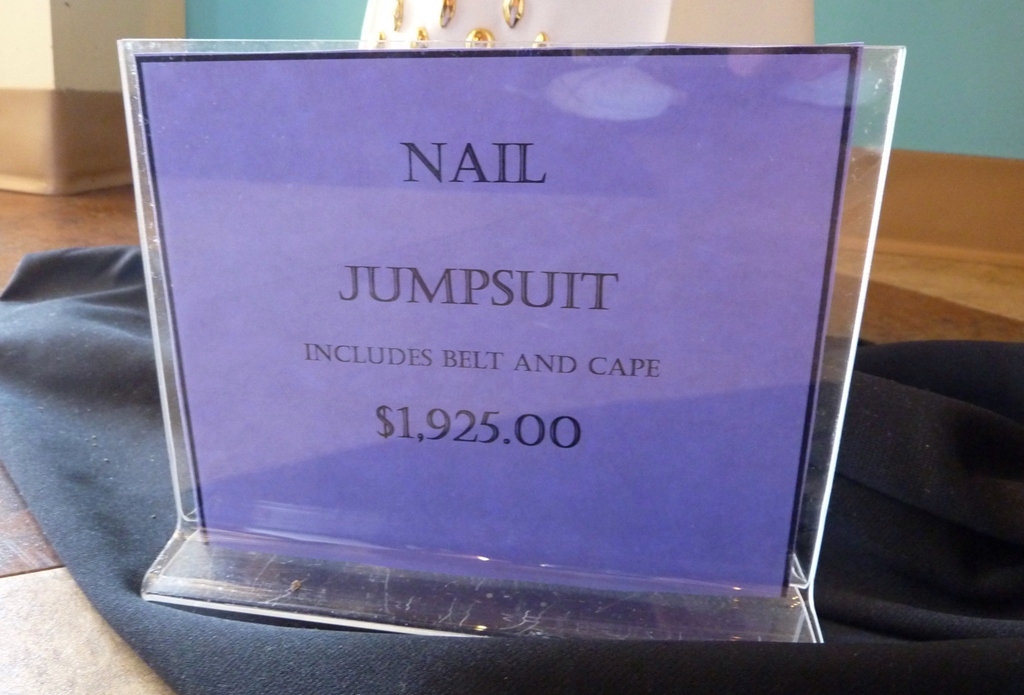 NAIL
JUMPSUIT
INCLUDES BELT AND CAPE
$1,925.00